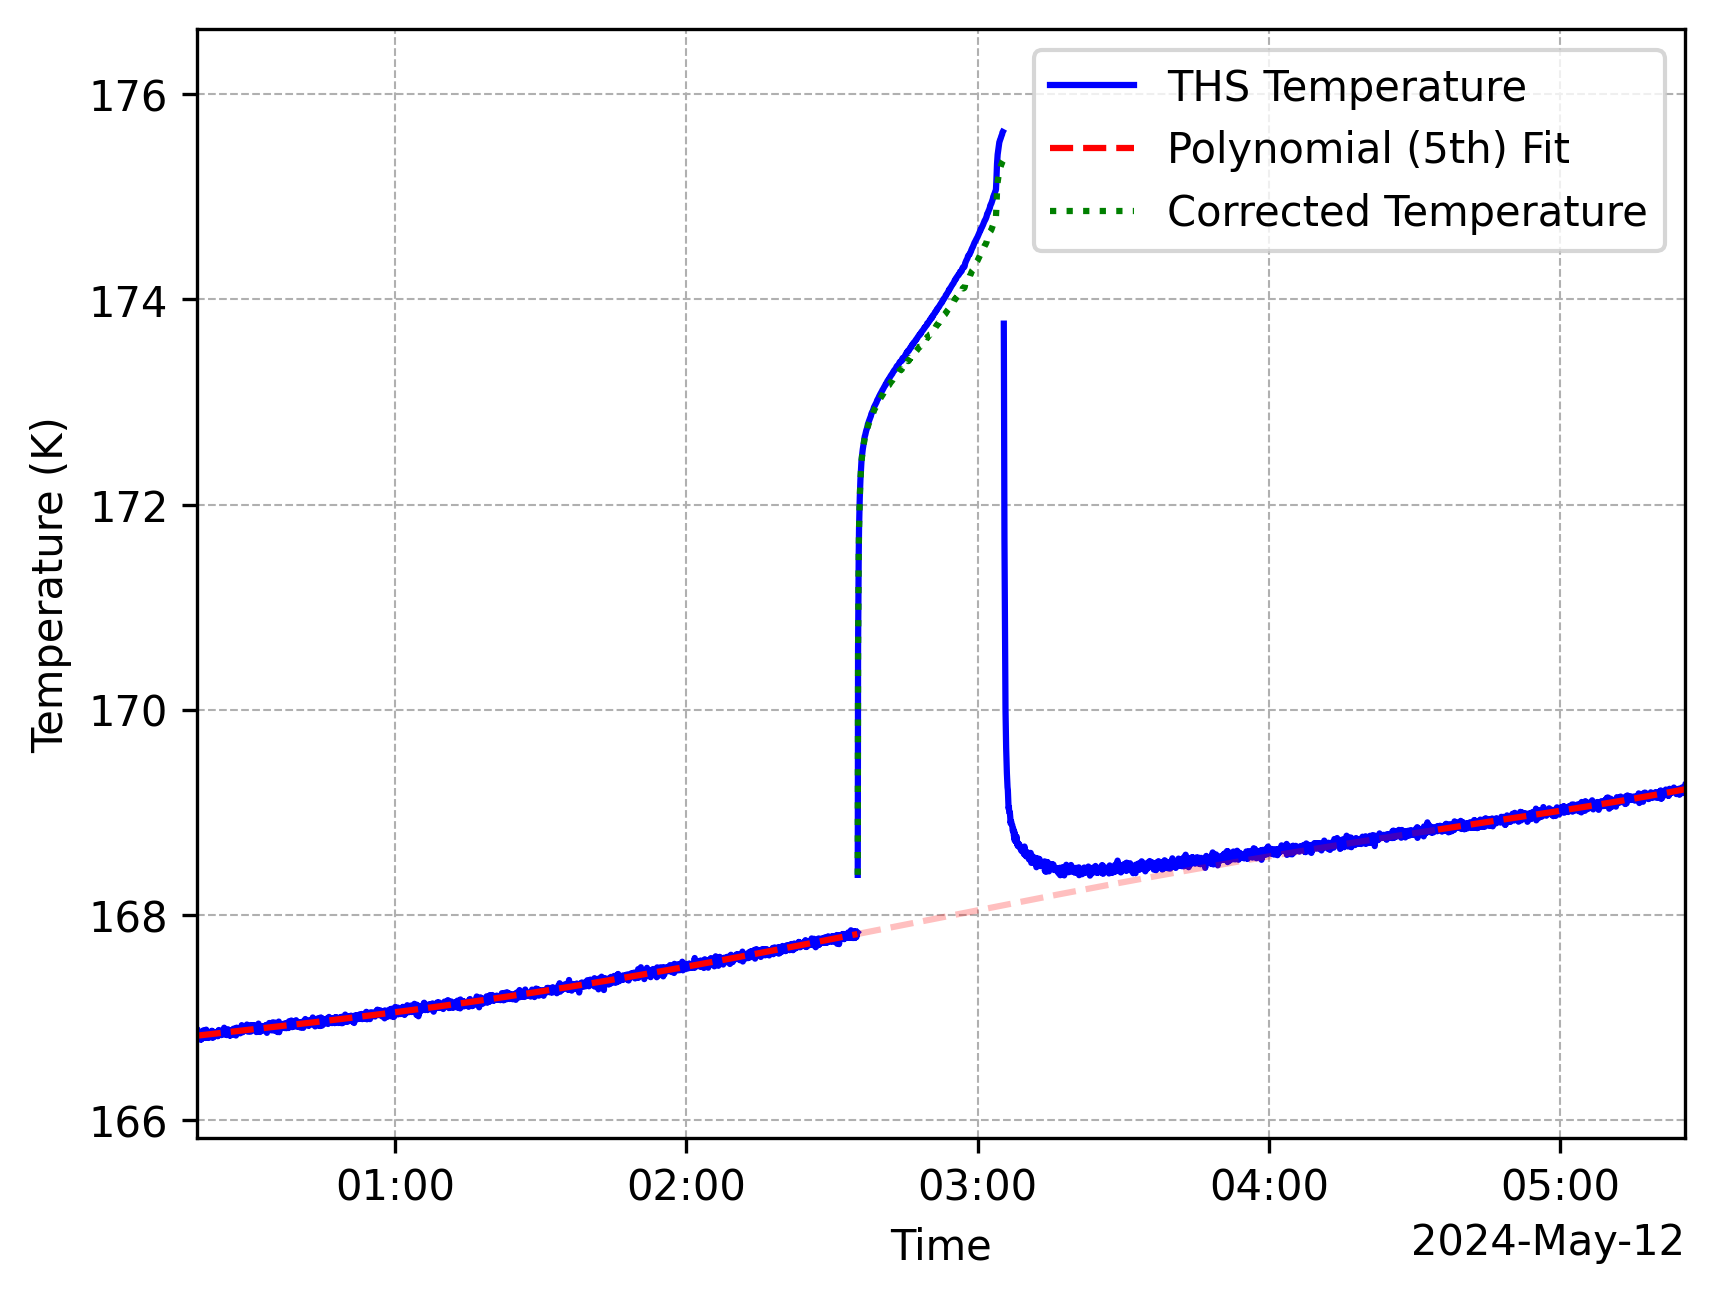 176
174
172
170
168
166
Temperature (K)
THS Temperature
Polynomial (5th) Fit
Corrected Temperature
01:00 02:00 03:00 04:00 05:00
Time
2024-May-12